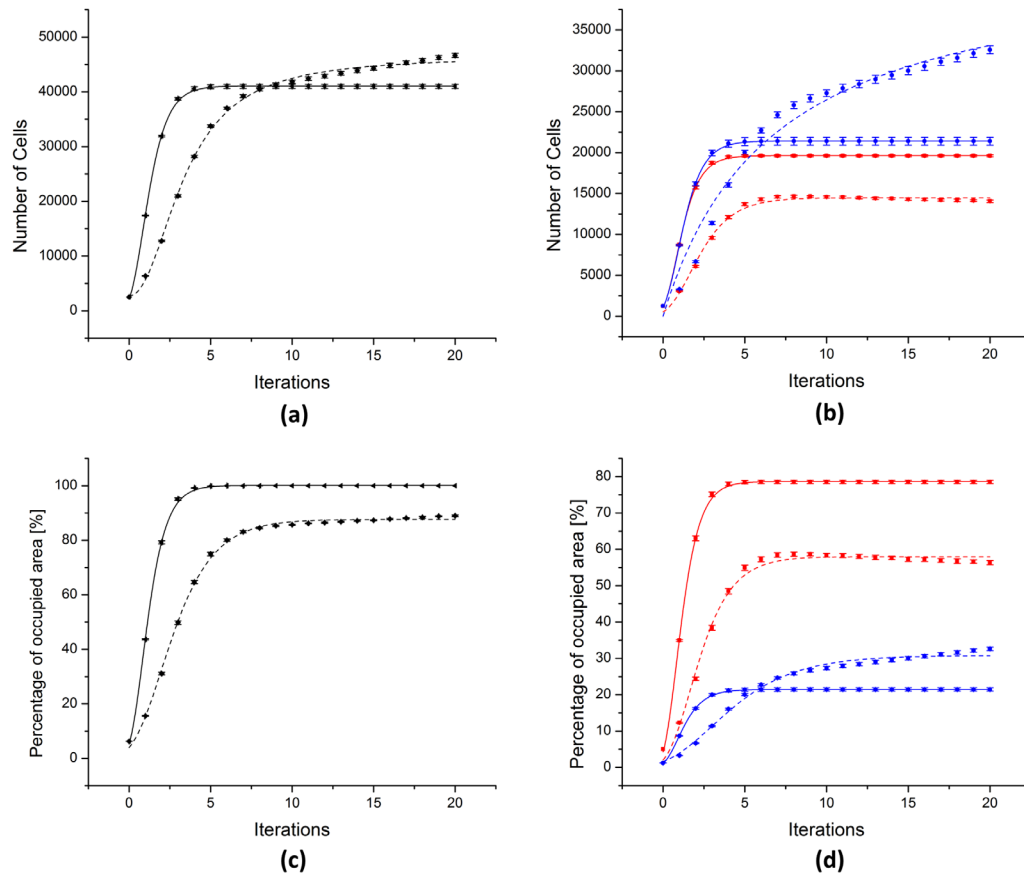 50000
40000
30000
20000
10000
0
Number of Cells
0 5 10 15 20
Iterations
(a)
35000
30000
25000
20000
15000
10000
5000
0
Number of Cells
0 5 10 15 20
Iterations
(b)
100
80
60
40
20
0
Percentage of occupied area [%]
0 5 10 15 20
Iterations
(c)
80
70
60
50
40
30
20
10
0
Percentage of occupied area [%]
0 5 10 15 20
Iterations
(d)